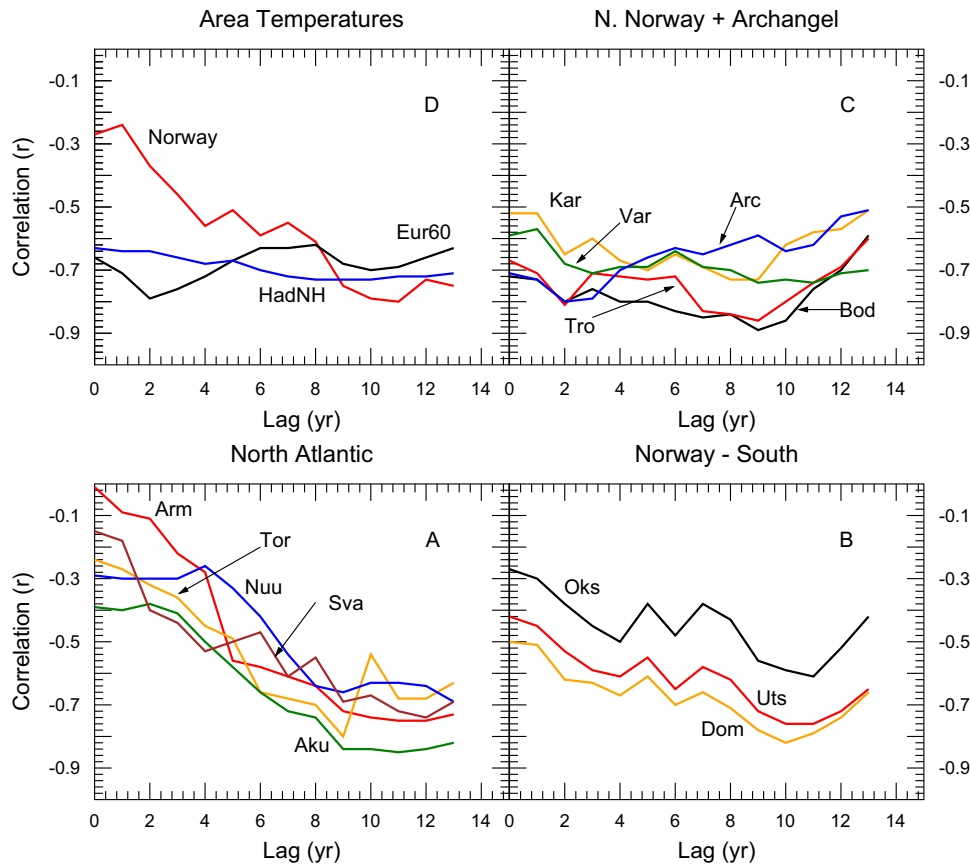 Area Temperatures
N. Norway + Archangel
-0.1
-0.3
-0.5
-0.7
-0.9
Correlation (r)
D
Norway
Eur60
HadNH
0 2 4 6 8 10 12 14
Lag (yr)
C
Kar
Var
Arc
Tro
Bod
-0.1
-0.3
-0.5
-0.7
-0.9
0 2 4 6 8 10 12 14
Lag (yr)
North Atlantic
Norway - South
-0.1
-0.3
-0.5
-0.7
-0.9
Correlation (r)
A
Arm
Tor
Nuu
Sva
Aku
0 2 4 6 8 10 12 14
Lag (yr)
B
Oks
Uts
Dom
-0.1
-0.3
-0.5
-0.7
-0.9
0 2 4 6 8 10 12 14
Lag (yr)